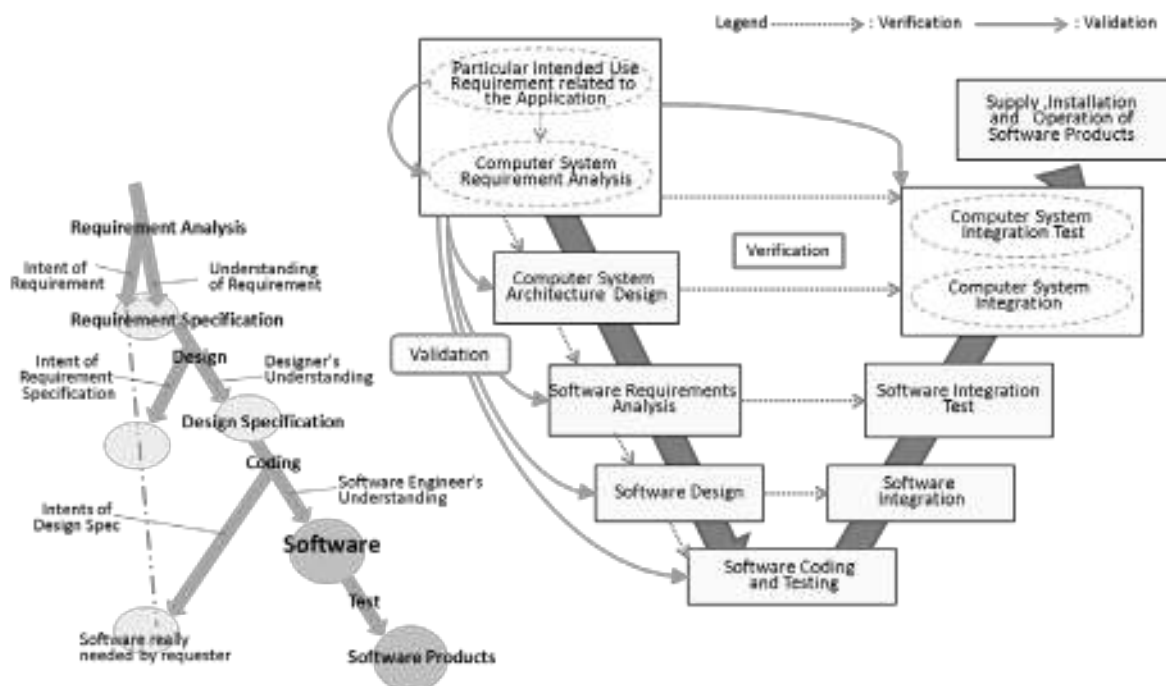 Legend : Verification : Validation
Particular Intended Use
Requirement related to
the Application
Computer System
Requirement Analysis
Supply ,Installation
and Operation of
Software Products
Computer System
Integration Test
Computer System
Integration
Verification
Computer System
Architecture Design
Validation
Software Requirements
Analysis
Software Integration
Test
Software Design
Software
Integration
Software Coding
and Testing
Requirement Analysis
Intent of
Requirement
Understanding
of Requirement
Requirement Specification
Design
Intent of
Requirement
Specification
Designer's
Understanding
Design Specification
Coding
Software Engineer's
Understanding
Intents of
Design Spec
Software
Test
Software really
needed by requester
Software Products